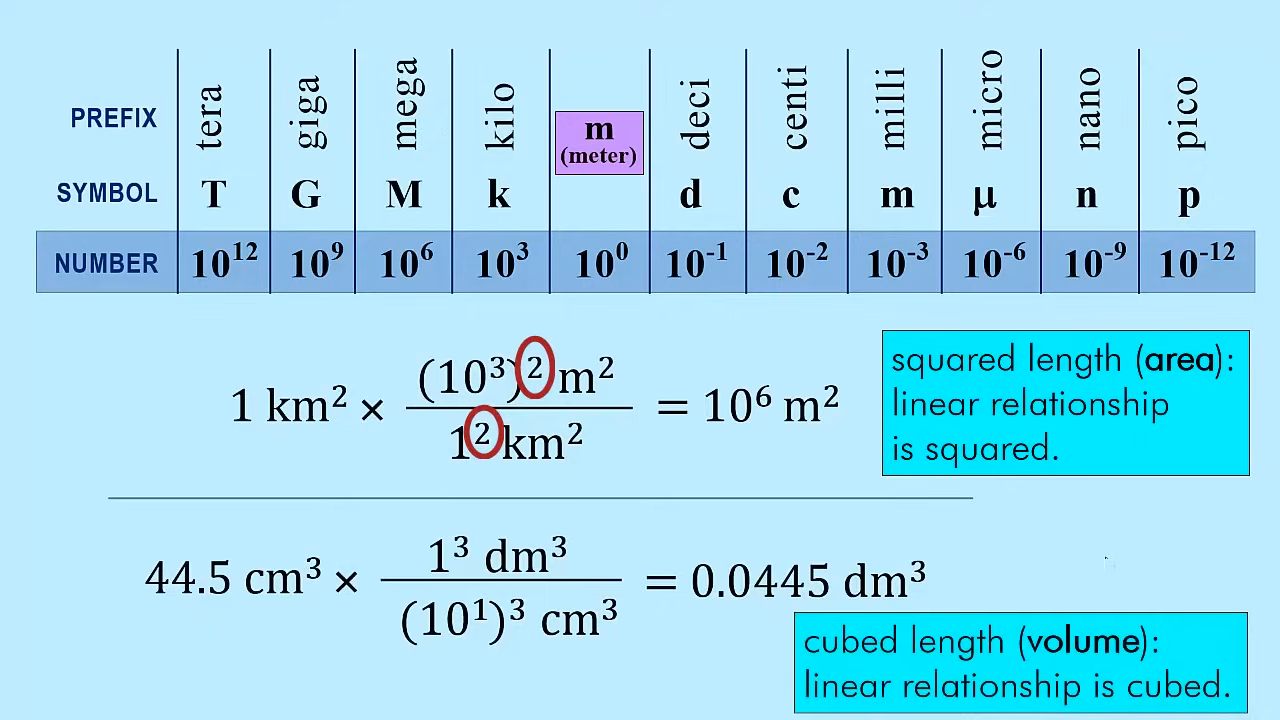 PREFIX tera giga mega kilo m (meter) deci centi milli micro nano pico
SYMBOL T G M k d c m μ n p
NUMBER 10¹² 10⁹ 10⁶ 10³ 10⁰ 10⁻¹ 10⁻² 10⁻³ 10⁻⁶ 10⁻⁹ 10⁻¹²
1 km² × (10³)² m² / 1² km² = 10⁶ m²
squared length (area):
linear relationship
is squared.
44.5 cm³ × 1³ dm³ / (10¹)³ cm³ = 0.0445 dm³
cubed length (volume):
linear relationship is cubed.